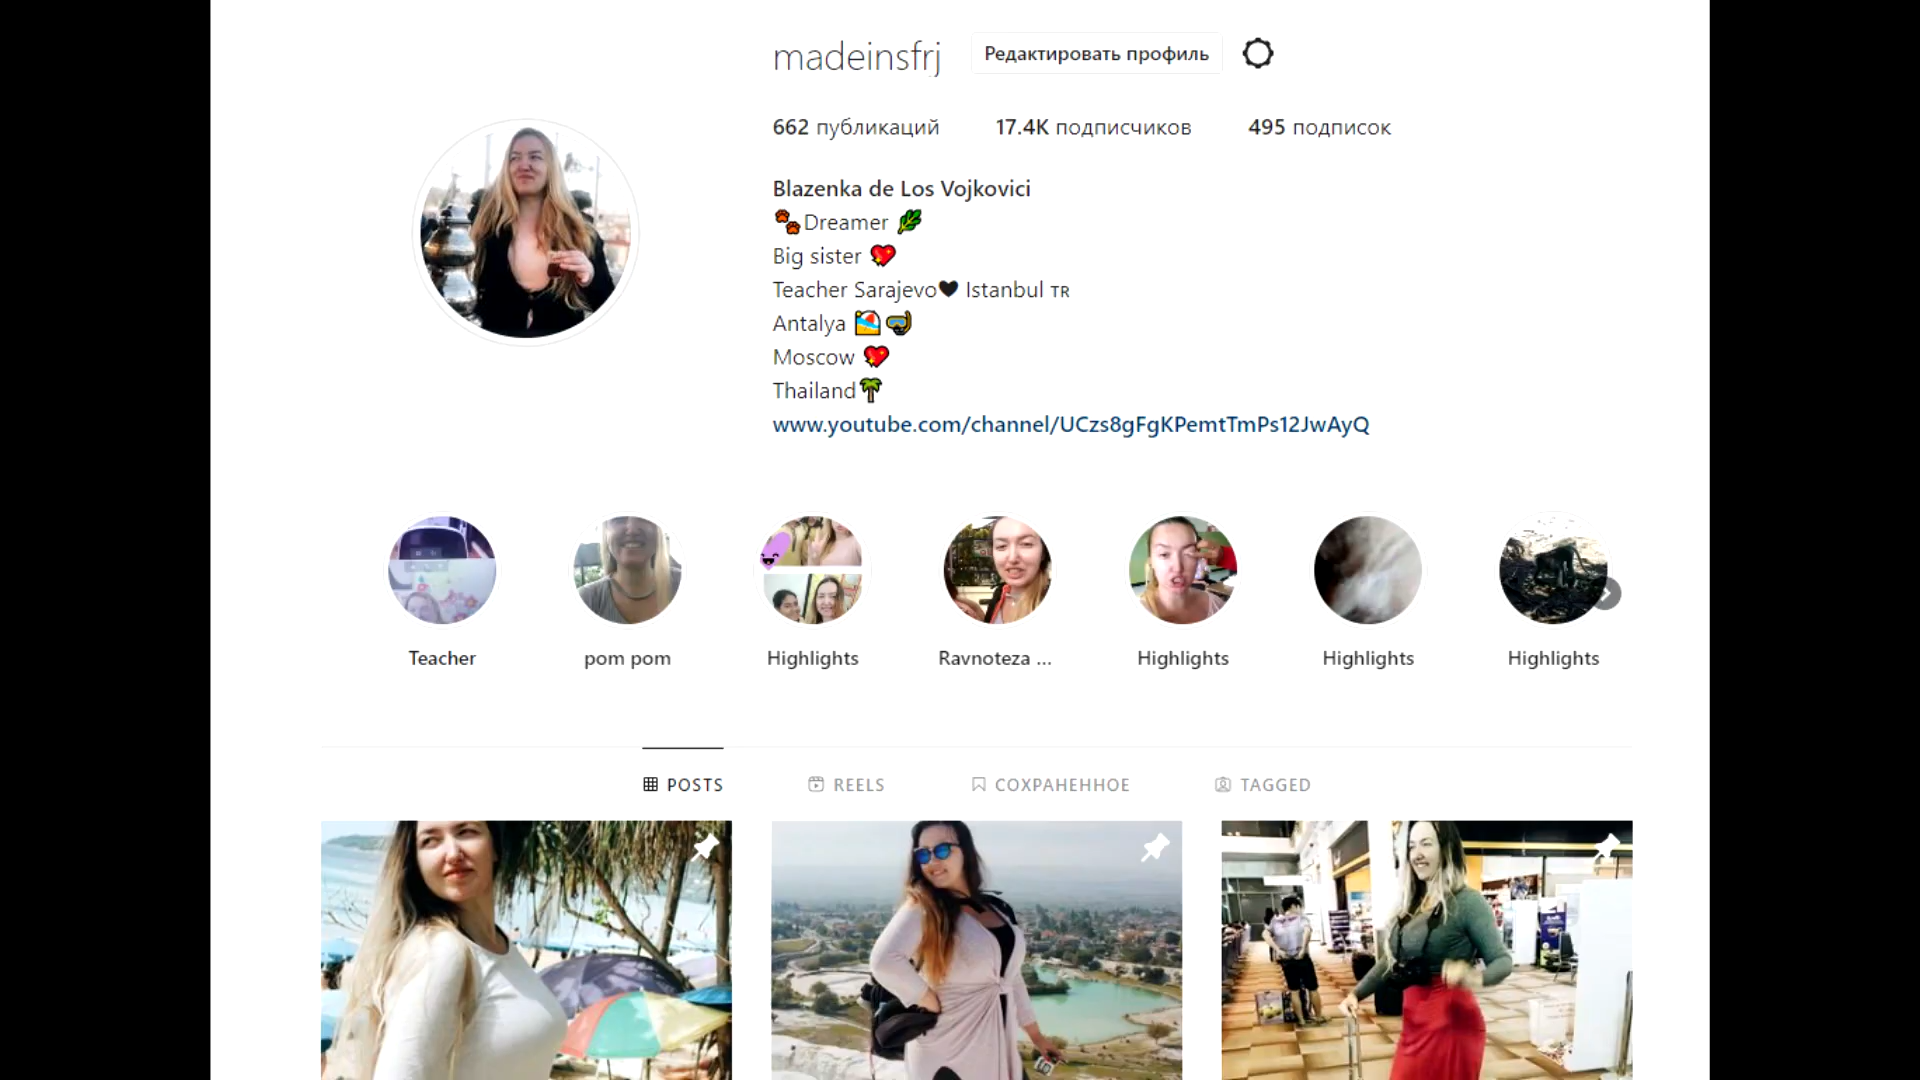 madeinsfrj Редактировать профиль
662 публикаций 17.4K подписчиков 495 подписок
Blazenka de Los Vojkovici
🐾Dreamer 🌿
Big sister 💖
Teacher Sarajevo🖤 Istanbul TR
Antalya 🏖🤿
Moscow 💖
Thailand🌴
www.youtube.com/channel/UCzs8gFgKPemtTmPs12JwAyQ
Teacher pom pom Highlights Ravnoteza ... Highlights Highlights Highlights
POSTS REELS СОХРАНЕННОЕ TAGGED